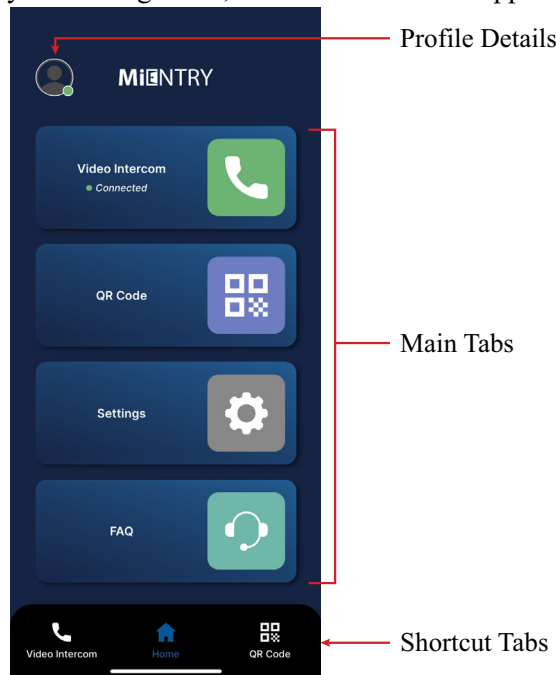 Profile Details
MiENTRY
Video Intercom
Connected
QR Code
Settings
FAQ
Main Tabs
Video Intercom
Home
QR Code
Shortcut Tabs